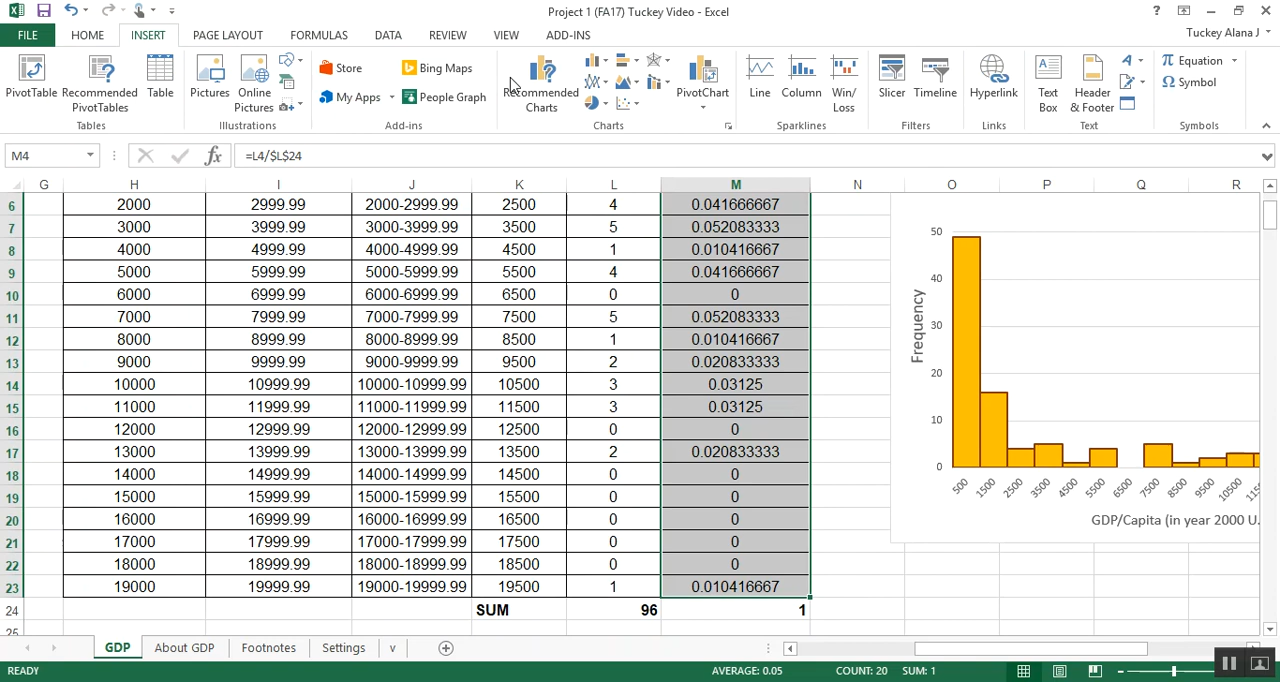 Project 1 (FA17) Tuckey Video - Excel
?
FILE HOME INSERT PAGE LAYOUT FORMULAS DATA REVIEW VIEW ADD-INS Tuckey Alana J
PivotTable Recommended PivotTables Table
Tables
Pictures Online Pictures
Illustrations
Store
My Apps
Bing Maps
People Graph
Add-ins
Recommended Charts
PivotChart
Charts
Line Column Win/ Loss
Sparklines
Slicer Timeline
Filters
Hyperlink
Links
Text Box Header & Footer
Text
π Equation
Ω Symbol
Symbols
M4 fx =L4/$L$24
G H I J K L M N O P Q R
6 2000 2999.99 2000-2999.99 2500 4 0.041666667
7 3000 3999.99 3000-3999.99 3500 5 0.052083333
8 4000 4999.99 4000-4999.99 4500 1 0.010416667
9 5000 5999.99 5000-5999.99 5500 4 0.041666667
10 6000 6999.99 6000-6999.99 6500 0 0
11 7000 7999.99 7000-7999.99 7500 5 0.052083333
12 8000 8999.99 8000-8999.99 8500 1 0.010416667
13 9000 9999.99 9000-9999.99 9500 2 0.020833333
14 10000 10999.99 10000-10999.99 10500 3 0.03125
15 11000 11999.99 11000-11999.99 11500 3 0.03125
16 12000 12999.99 12000-12999.99 12500 0 0
17 13000 13999.99 13000-13999.99 13500 2 0.020833333
18 14000 14999.99 14000-14999.99 14500 0 0
19 15000 15999.99 15000-15999.99 15500 0 0
20 16000 16999.99 16000-16999.99 16500 0 0
21 17000 17999.99 17000-17999.99 17500 0 0
22 18000 18999.99 18000-18999.99 18500 0 0
23 19000 19999.99 19000-19999.99 19500 1 0.010416667
24 SUM 96 1
25
Frequency
50
40
30
20
10
0
500 1500 2500 3500 4500 5500 6500 7500 8500 9500 10500
GDP/Capita (in year 2000 U.
GDP About GDP Footnotes Settings v
READY AVERAGE: 0.05 COUNT: 20 SUM: 1